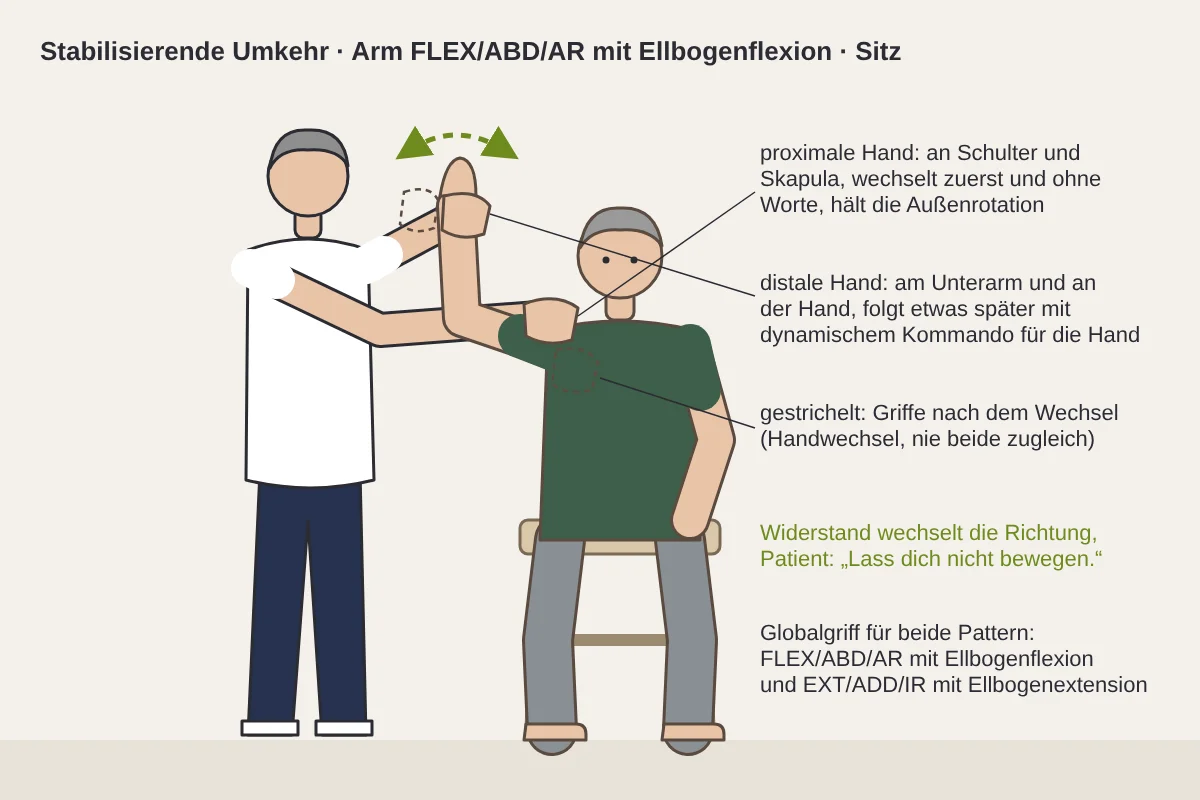 Stabilisierende Umkehr · Arm FLEX/ABD/AR mit Ellbogenflexion · Sitz
proximale Hand: an Schulter und
Skapula, wechselt zuerst und ohne
Worte, hält die Außenrotation
distale Hand: am Unterarm und an
der Hand, folgt etwas später mit
dynamischem Kommando für die Hand
gestrichelt: Griffe nach dem Wechsel
(Handwechsel, nie beide zugleich)
Widerstand wechselt die Richtung,
Patient: „Lass dich nicht bewegen.“
Globalgriff für beide Pattern:
FLEX/ABD/AR mit Ellbogenflexion
und EXT/ADD/IR mit Ellbogenextension